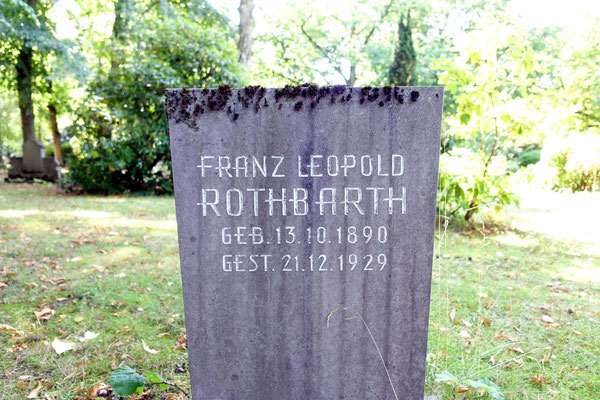 FRANZ LEOPOLD
ROTHBARTH
GEB. 13.10.1890
GEST. 21.12.1929